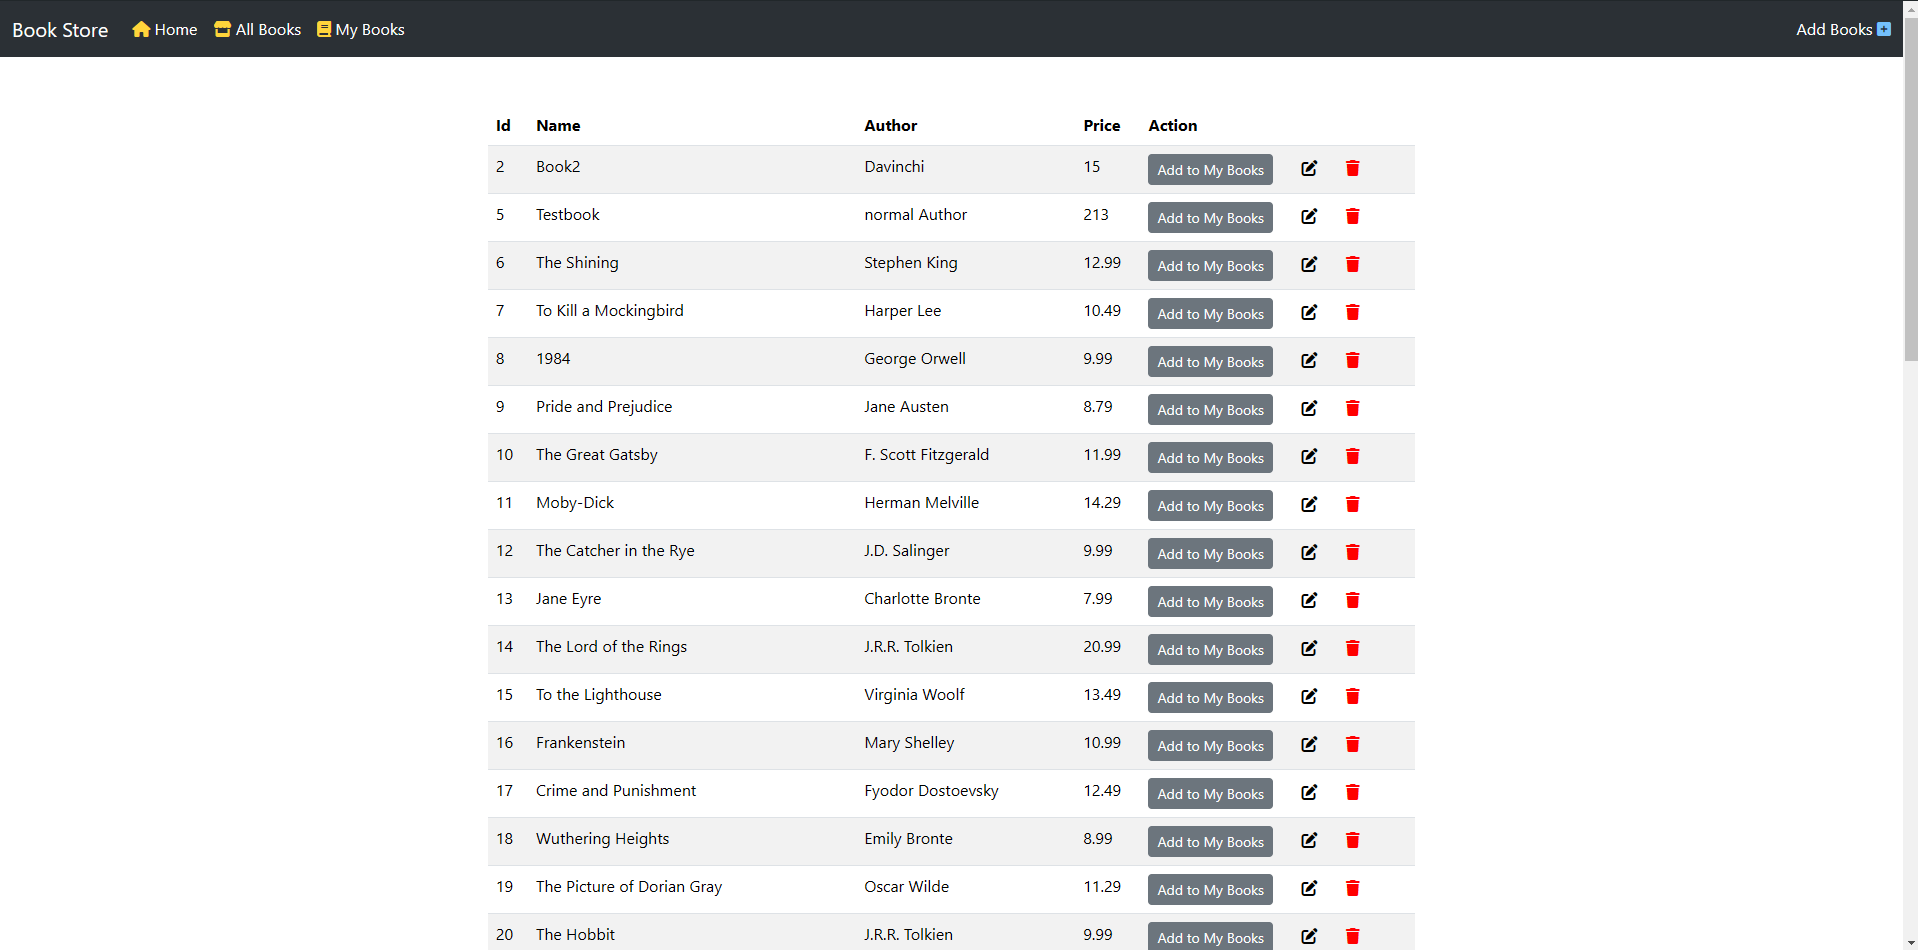 Book Store Home All Books My Books Add Books
Id Name Author Price Action
2 Book2 Davinchi 15 Add to My Books
5 Testbook normal Author 213 Add to My Books
6 The Shining Stephen King 12.99 Add to My Books
7 To Kill a Mockingbird Harper Lee 10.49 Add to My Books
8 1984 George Orwell 9.99 Add to My Books
9 Pride and Prejudice Jane Austen 8.79 Add to My Books
10 The Great Gatsby F. Scott Fitzgerald 11.99 Add to My Books
11 Moby-Dick Herman Melville 14.29 Add to My Books
12 The Catcher in the Rye J.D. Salinger 9.99 Add to My Books
13 Jane Eyre Charlotte Bronte 7.99 Add to My Books
14 The Lord of the Rings J.R.R. Tolkien 20.99 Add to My Books
15 To the Lighthouse Virginia Woolf 13.49 Add to My Books
16 Frankenstein Mary Shelley 10.99 Add to My Books
17 Crime and Punishment Fyodor Dostoevsky 12.49 Add to My Books
18 Wuthering Heights Emily Bronte 8.99 Add to My Books
19 The Picture of Dorian Gray Oscar Wilde 11.29 Add to My Books
20 The Hobbit J.R.R. Tolkien 9.99 Add to My Books